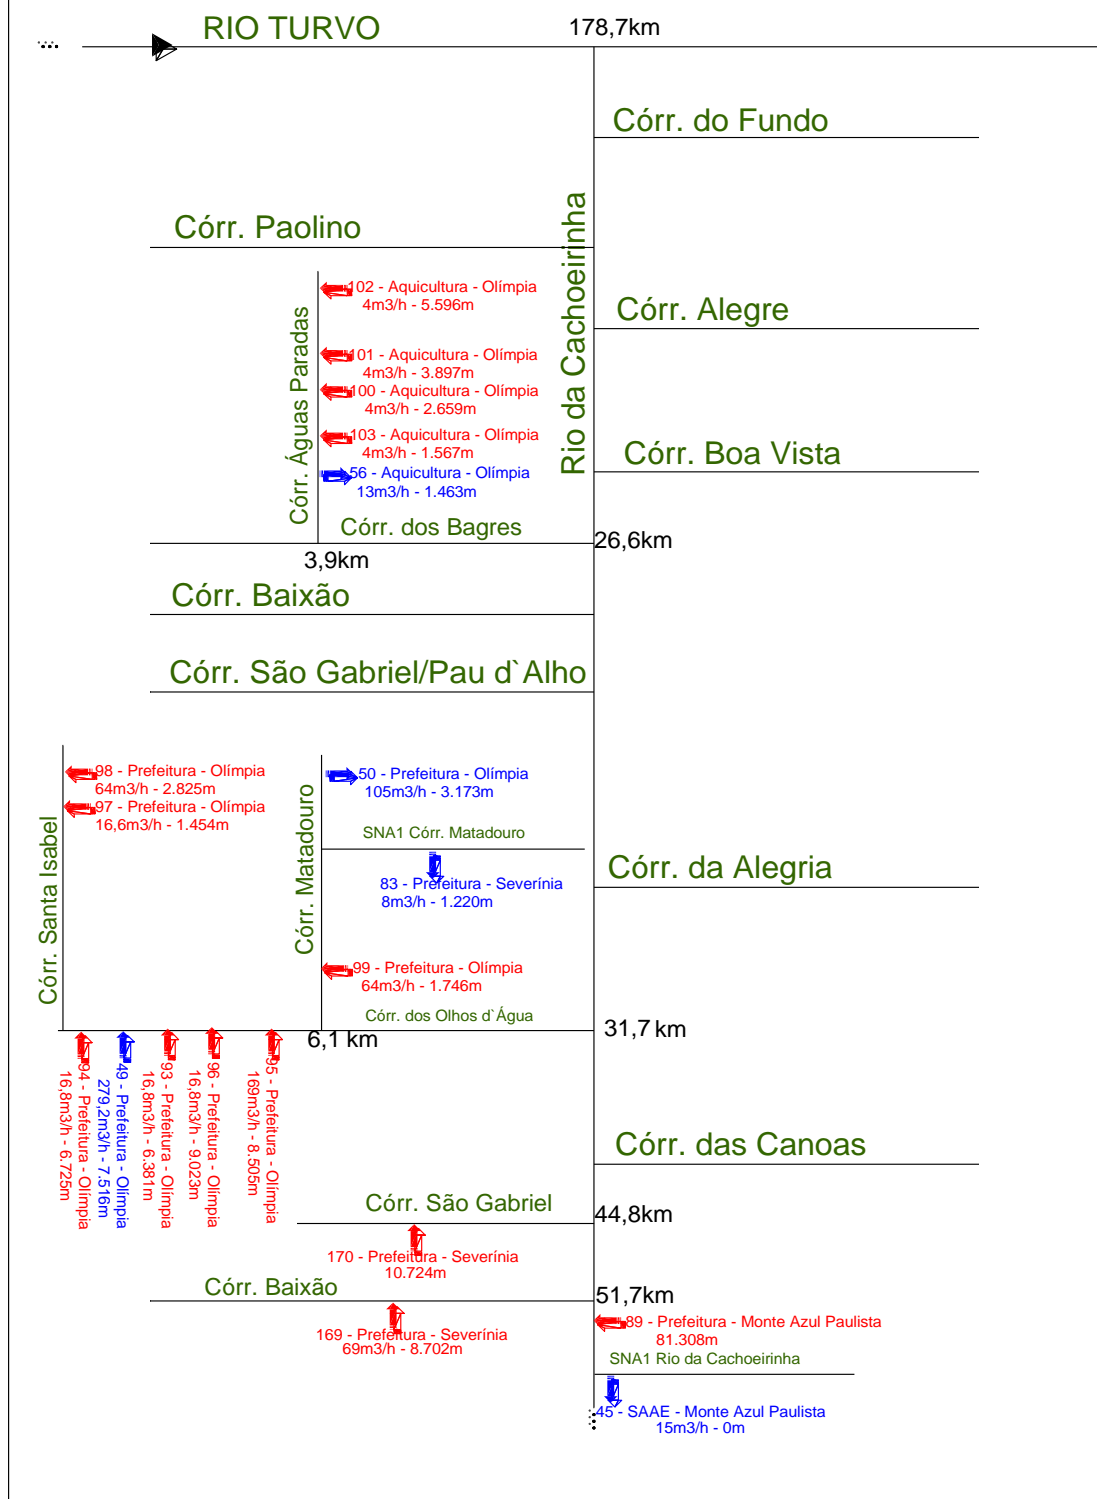 RIO TURVO
178,7km
Córr. do Fundo
Rio da Cachoeirinha
Córr. Paolino
102 - Aquicultura - Olímpia
4m3/h - 5.596m
Córr. Alegre
Córr. Águas Paradas
101 - Aquicultura - Olímpia
4m3/h - 3.897m
100 - Aquicultura - Olímpia
4m3/h - 2.659m
103 - Aquicultura - Olímpia
4m3/h - 1.567m
Córr. Boa Vista
56 - Aquicultura - Olímpia
13m3/h - 1.463m
Córr. dos Bagres
26,6km
3,9km
Córr. Baixão
Córr. São Gabriel/Pau d`Alho
98 - Prefeitura - Olímpia
64m3/h - 2.825m
97 - Prefeitura - Olímpia
16,6m3/h - 1.454m
Córr. Santa Isabel
Córr. Matadouro
50 - Prefeitura - Olímpia
105m3/h - 3.173m
SNA1 Córr. Matadouro
83 - Prefeitura - Severínia
8m3/h - 1.220m
Córr. da Alegria
99 - Prefeitura - Olímpia
64m3/h - 1.746m
Córr. dos Olhos d`Água
6,1 km
31,7 km
94 - Prefeitura - Olímpia
16,8m3/h - 6.725m
49 - Prefeitura - Olímpia
279,2m3/h - 7.516m
93 - Prefeitura - Olímpia
16,8m3/h - 6.381m
96 - Prefeitura - Olímpia
16,8m3/h - 9.023m
95 - Prefeitura - Olímpia
169m3/h - 8.505m
Córr. das Canoas
Córr. São Gabriel
44,8km
170 - Prefeitura - Severínia
10.724m
Córr. Baixão
51,7km
169 - Prefeitura - Severínia
69m3/h - 8.702m
89 - Prefeitura - Monte Azul Paulista
81.308m
SNA1 Rio da Cachoeirinha
45 - SAAE - Monte Azul Paulista
15m3/h - 0m